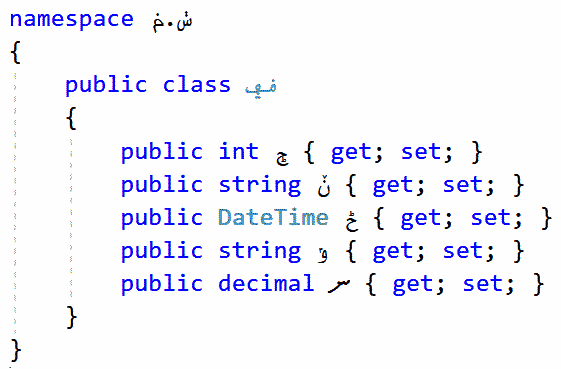 namespace
{
public class
{
public int { get; set; }
public string { get; set; }
public DateTime { get; set; }
public string { get; set; }
public decimal { get; set; }
}
}